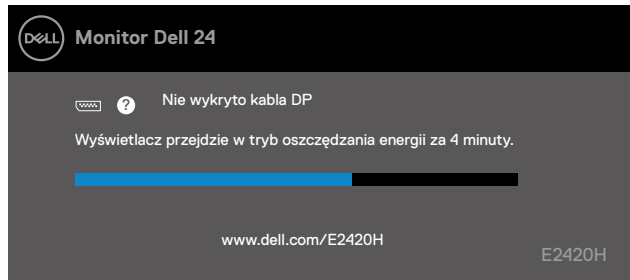 DELL Monitor Dell 24
? Nie wykryto kabla DP
Wyświetlacz przejdzie w tryb oszczędzania energii za 4 minuty.
www.dell.com/E2420H
E2420H